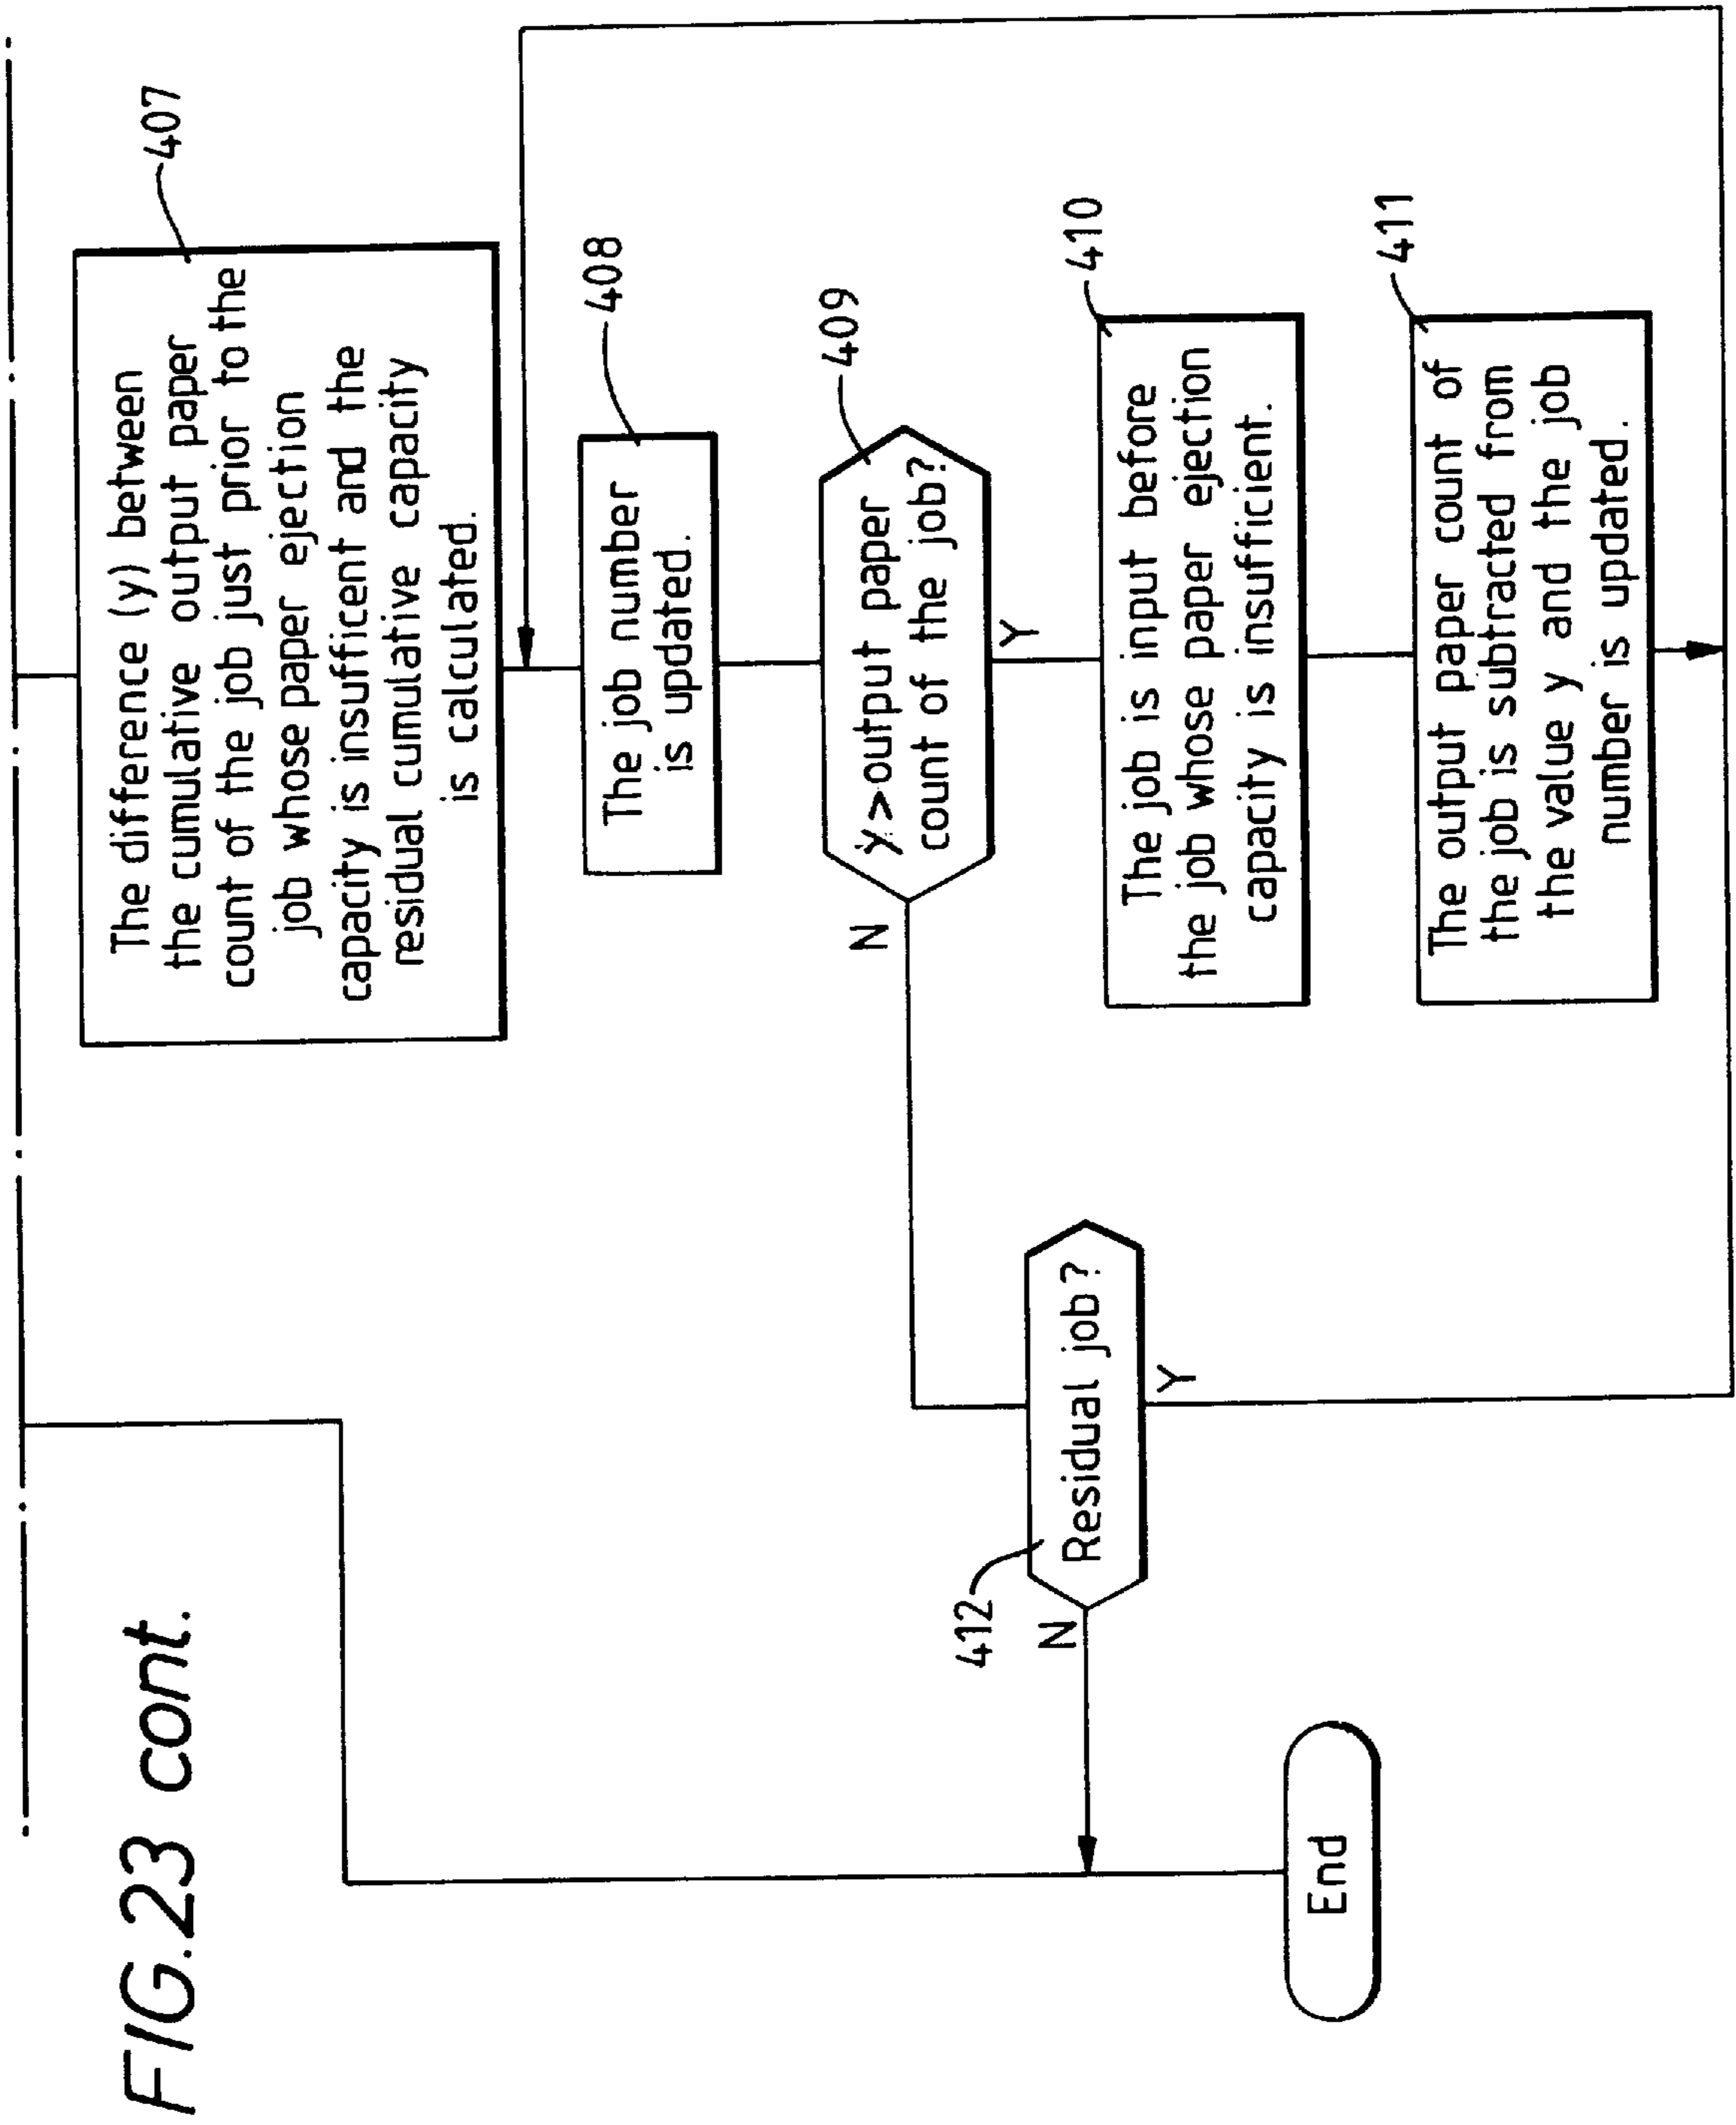 FIG.23 cont.
The difference (y) between
the cumulative output paper
count of the job just prior to the
job whose paper ejection
capacity is insufficient and the
residual cumulative capacity
is calculated.
407
The job number
is updated.
408
y>output paper
count of the job?
409
N
Y
The job is input before
the job whose paper ejection
capacity is insufficient.
410
The output paper count of
the job is subtracted from
the value y and the job
number is updated.
411
Residual job?
412
N
Y
End